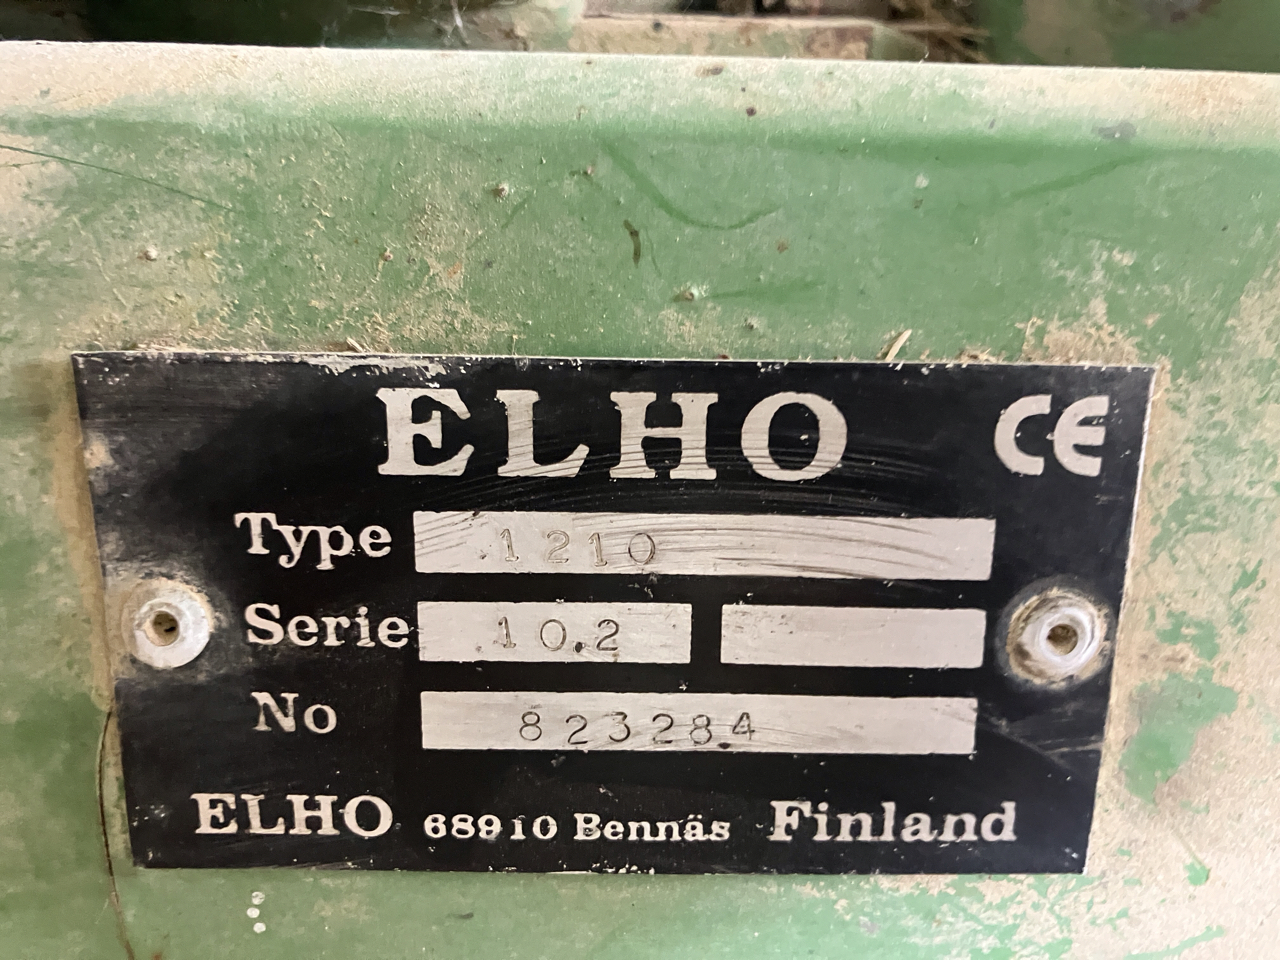 ELHO CE
Type 1210
Serie 10.2
No 823284
ELHO 68910 Bennäs Finland